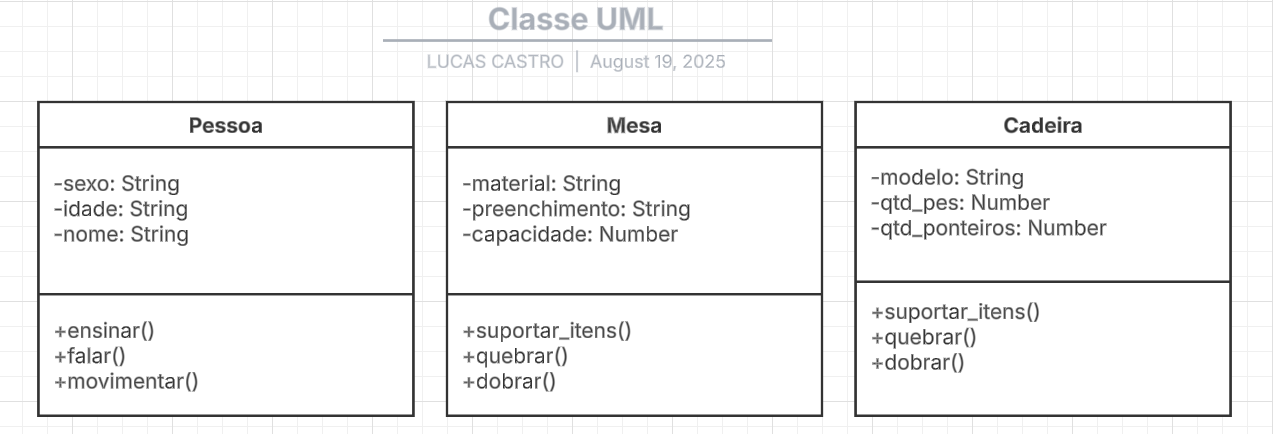 Classe UML
LUCAS CASTRO | August 19, 2025
Pessoa
-sexo: String
-idade: String
-nome: String
+ensinar()
+falar()
+movimentar()
Mesa
-material: String
-preenchimento: String
-capacidade: Number
+suportar_itens()
+quebrar()
+dobrar()
Cadeira
-modelo: String
-qtd_pes: Number
-qtd_ponteiros: Number
+suportar_itens()
+quebrar()
+dobrar()